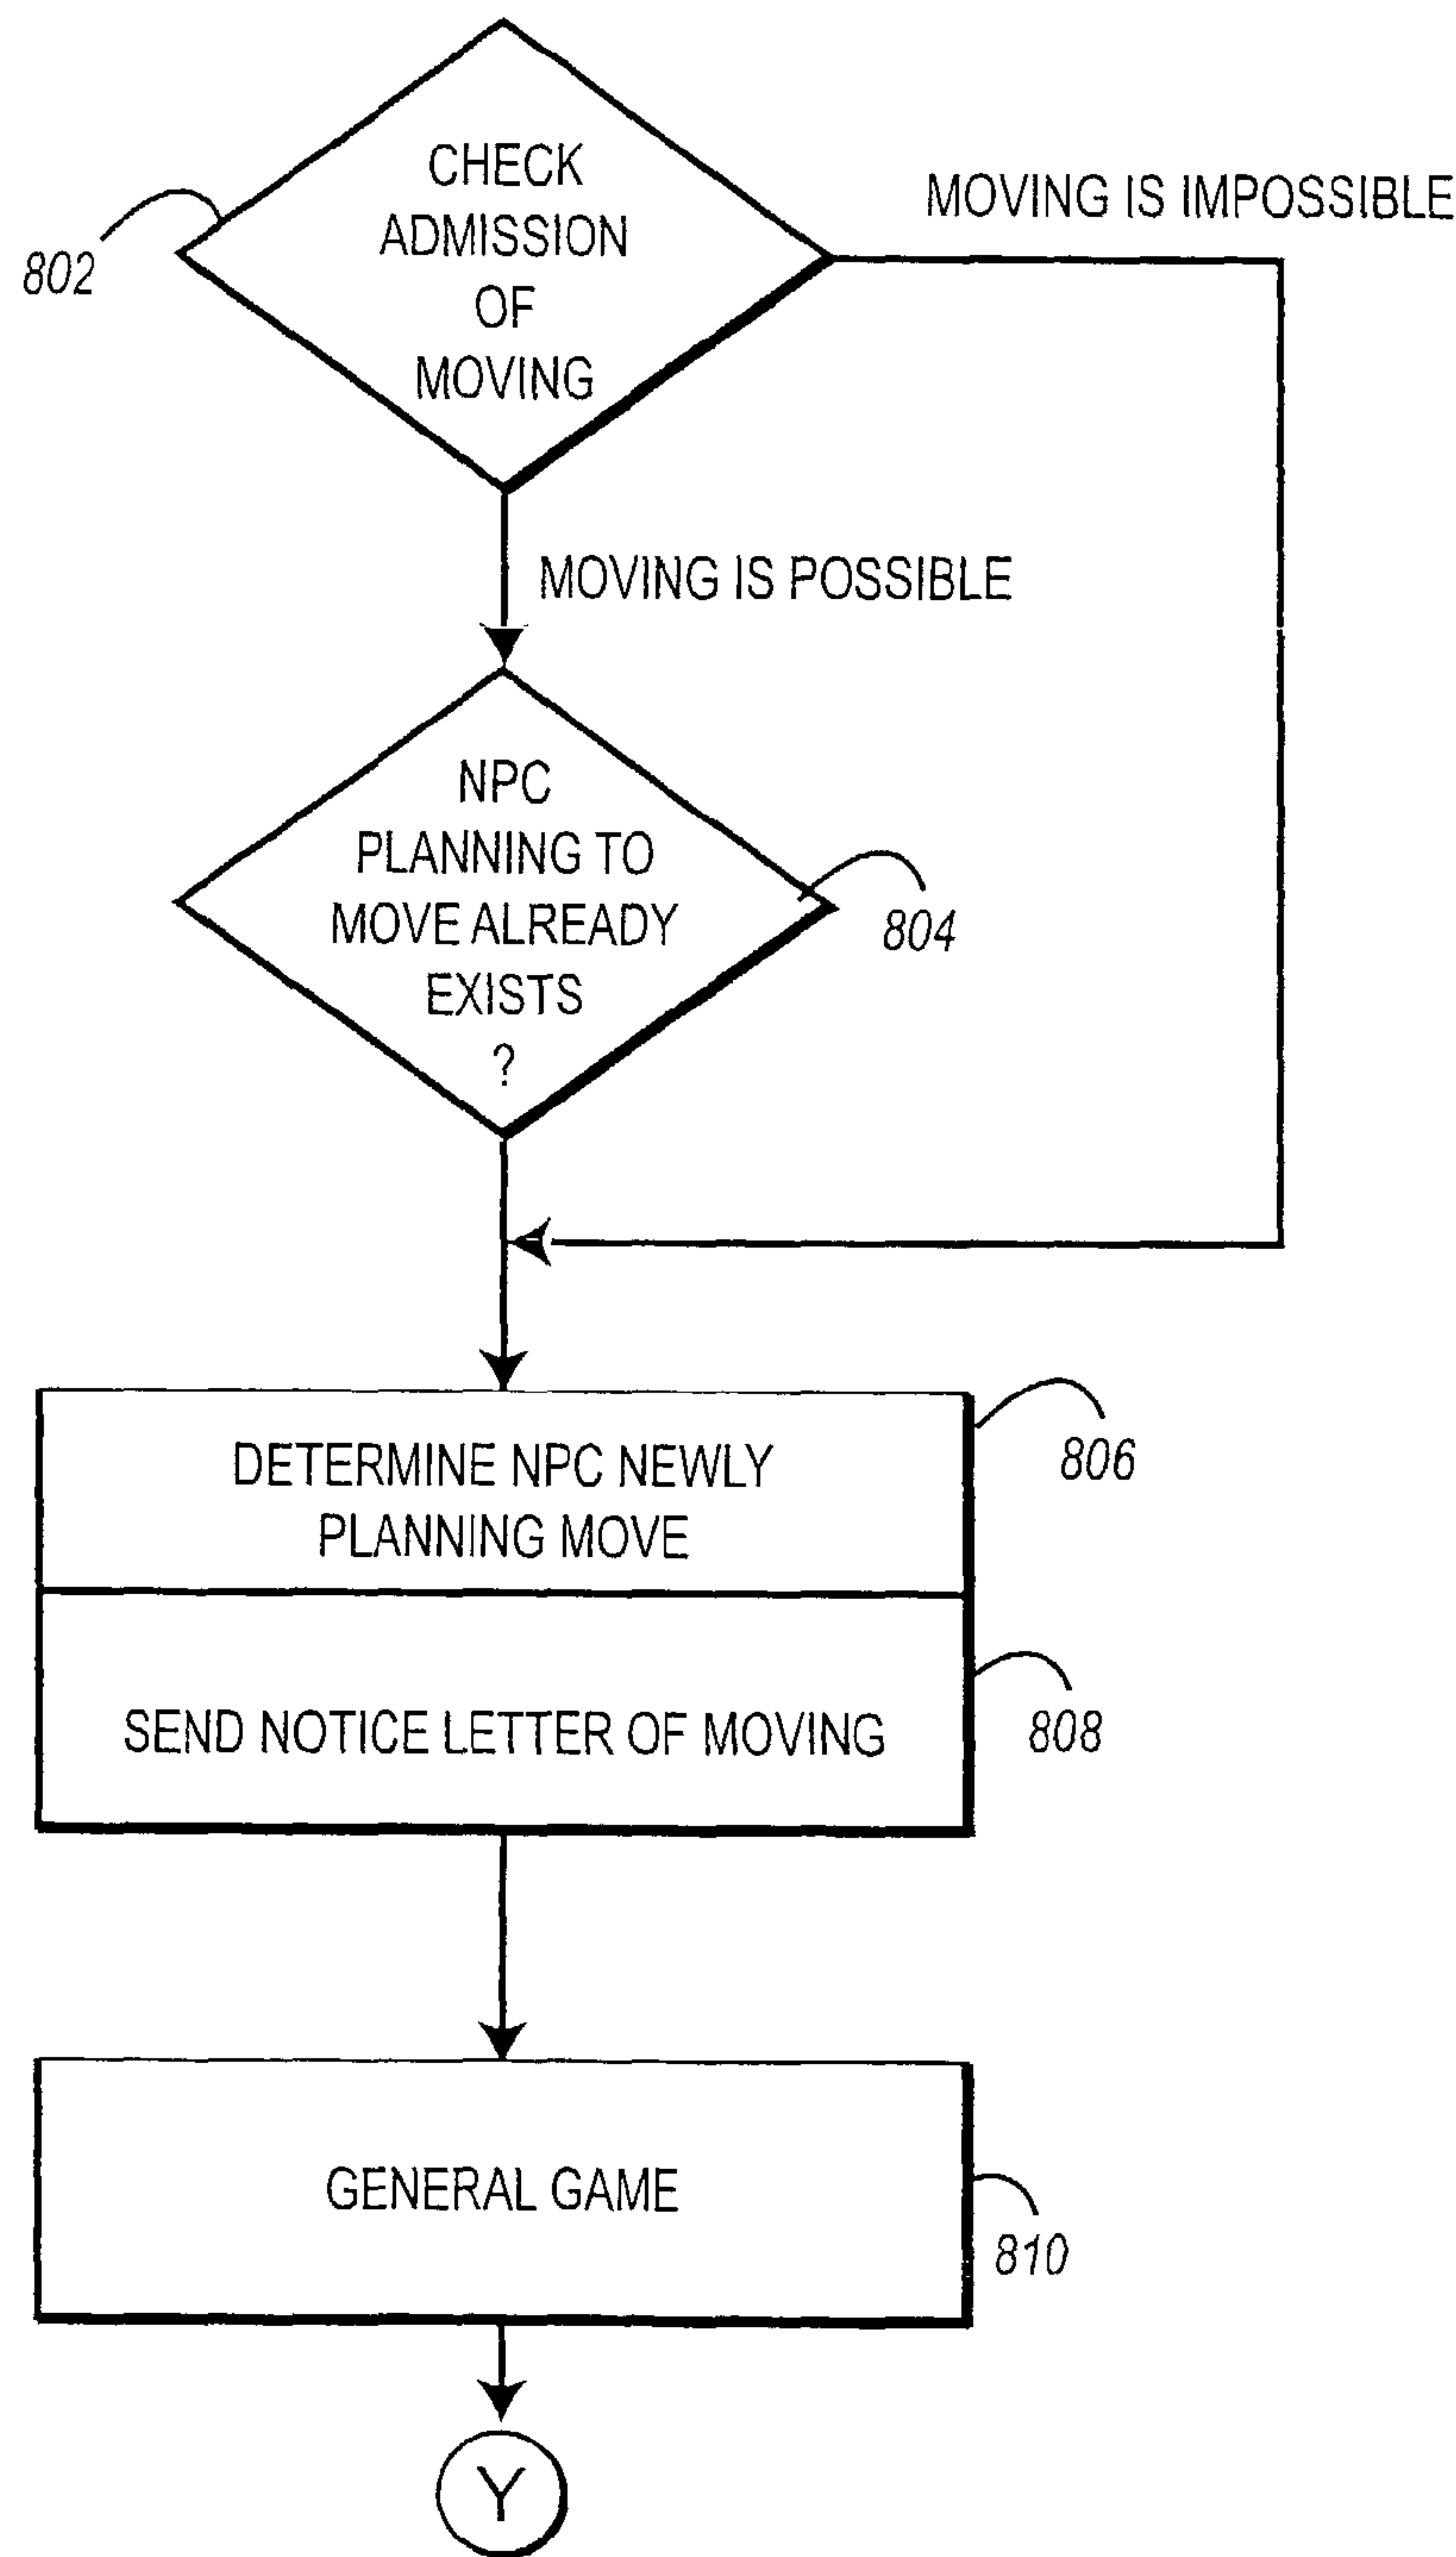 CHECK
ADMISSION
OF
MOVING
802
MOVING IS IMPOSSIBLE
MOVING IS POSSIBLE
NPC
PLANNING TO
MOVE ALREADY
EXISTS
?
804
DETERMINE NPC NEWLY
PLANNING MOVE
806
SEND NOTICE LETTER OF MOVING
808
GENERAL GAME
810
Y